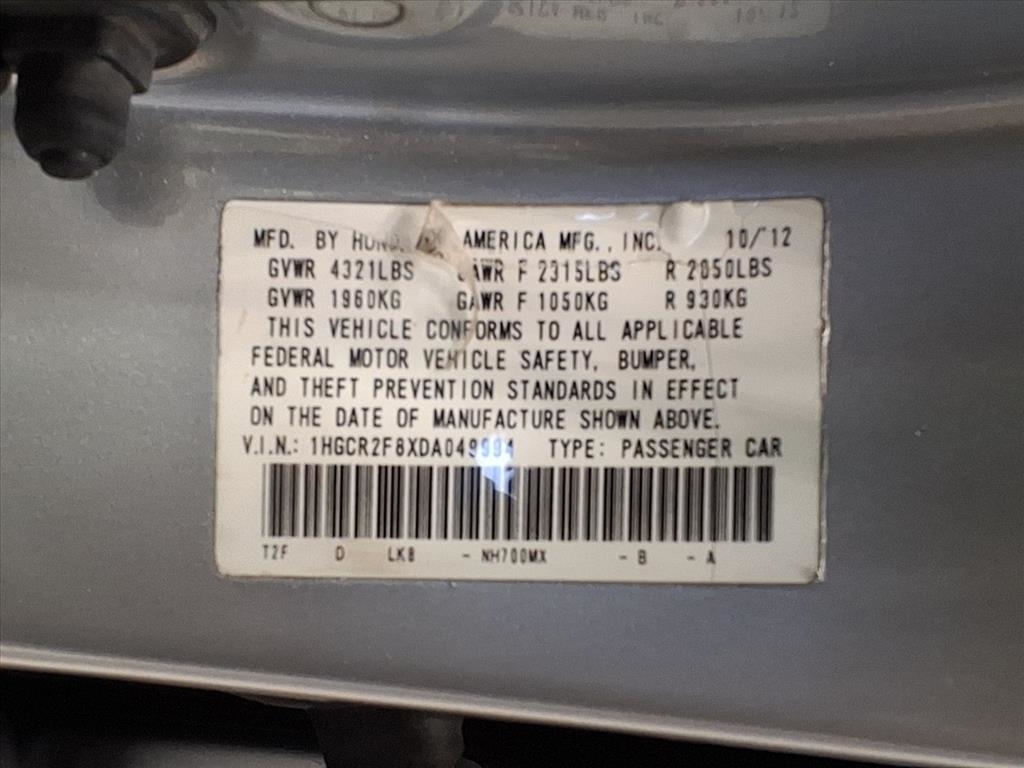 MFD. BY AMERICA MFG., INC. 10/12
GVWR 4321LBS GAWR F 2315LBS R 2050LBS
GVWR 1960KG GAWR F 1050KG R 930KG
THIS VEHICLE CONFORMS TO ALL APPLICABLE
FEDERAL MOTOR VEHICLE SAFETY, BUMPER,
AND THEFT PREVENTION STANDARDS IN EFFECT
ON THE DATE OF MANUFACTURE SHOWN ABOVE.
V.I.N.: 1HGCR2F8XDA049994 TYPE: PASSENGER CAR
T2F D LK8 - NH700MX - B - A